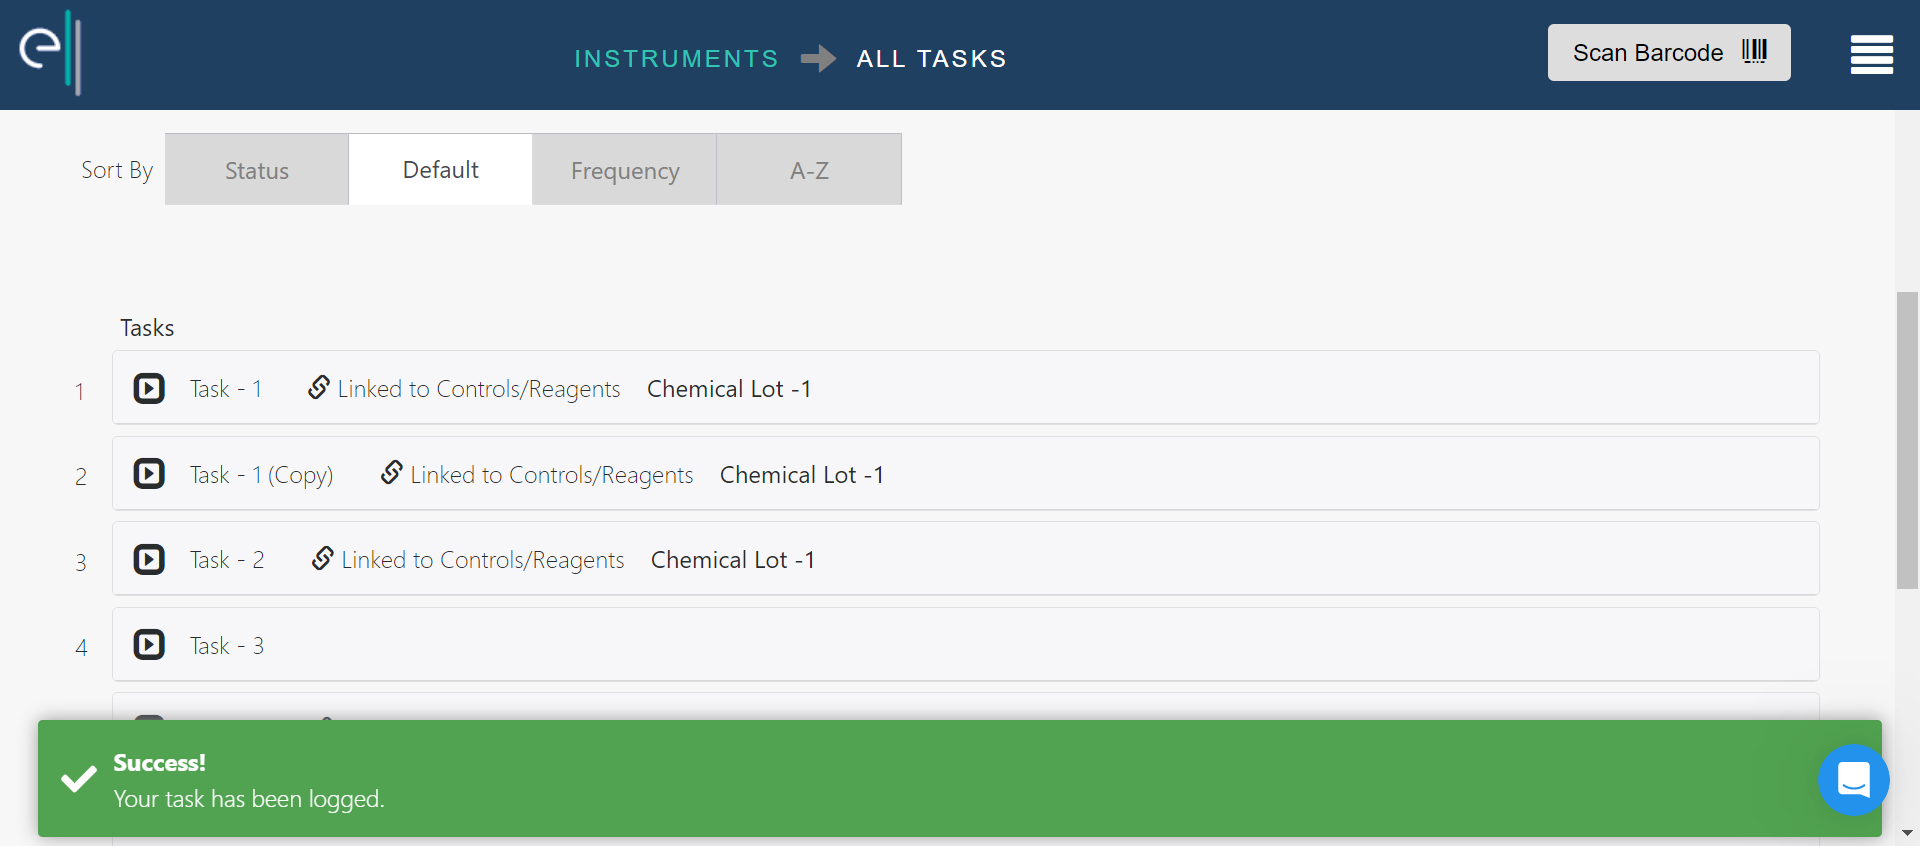 ell
INSTRUMENTS ALL TASKS
Scan Barcode
Sort By Status Default Frequency A-Z
Tasks
1 Task - 1 Linked to Controls/Reagents Chemical Lot -1
2 Task - 1 (Copy) Linked to Controls/Reagents Chemical Lot -1
3 Task - 2 Linked to Controls/Reagents Chemical Lot -1
4 Task - 3
Success!
Your task has been logged.